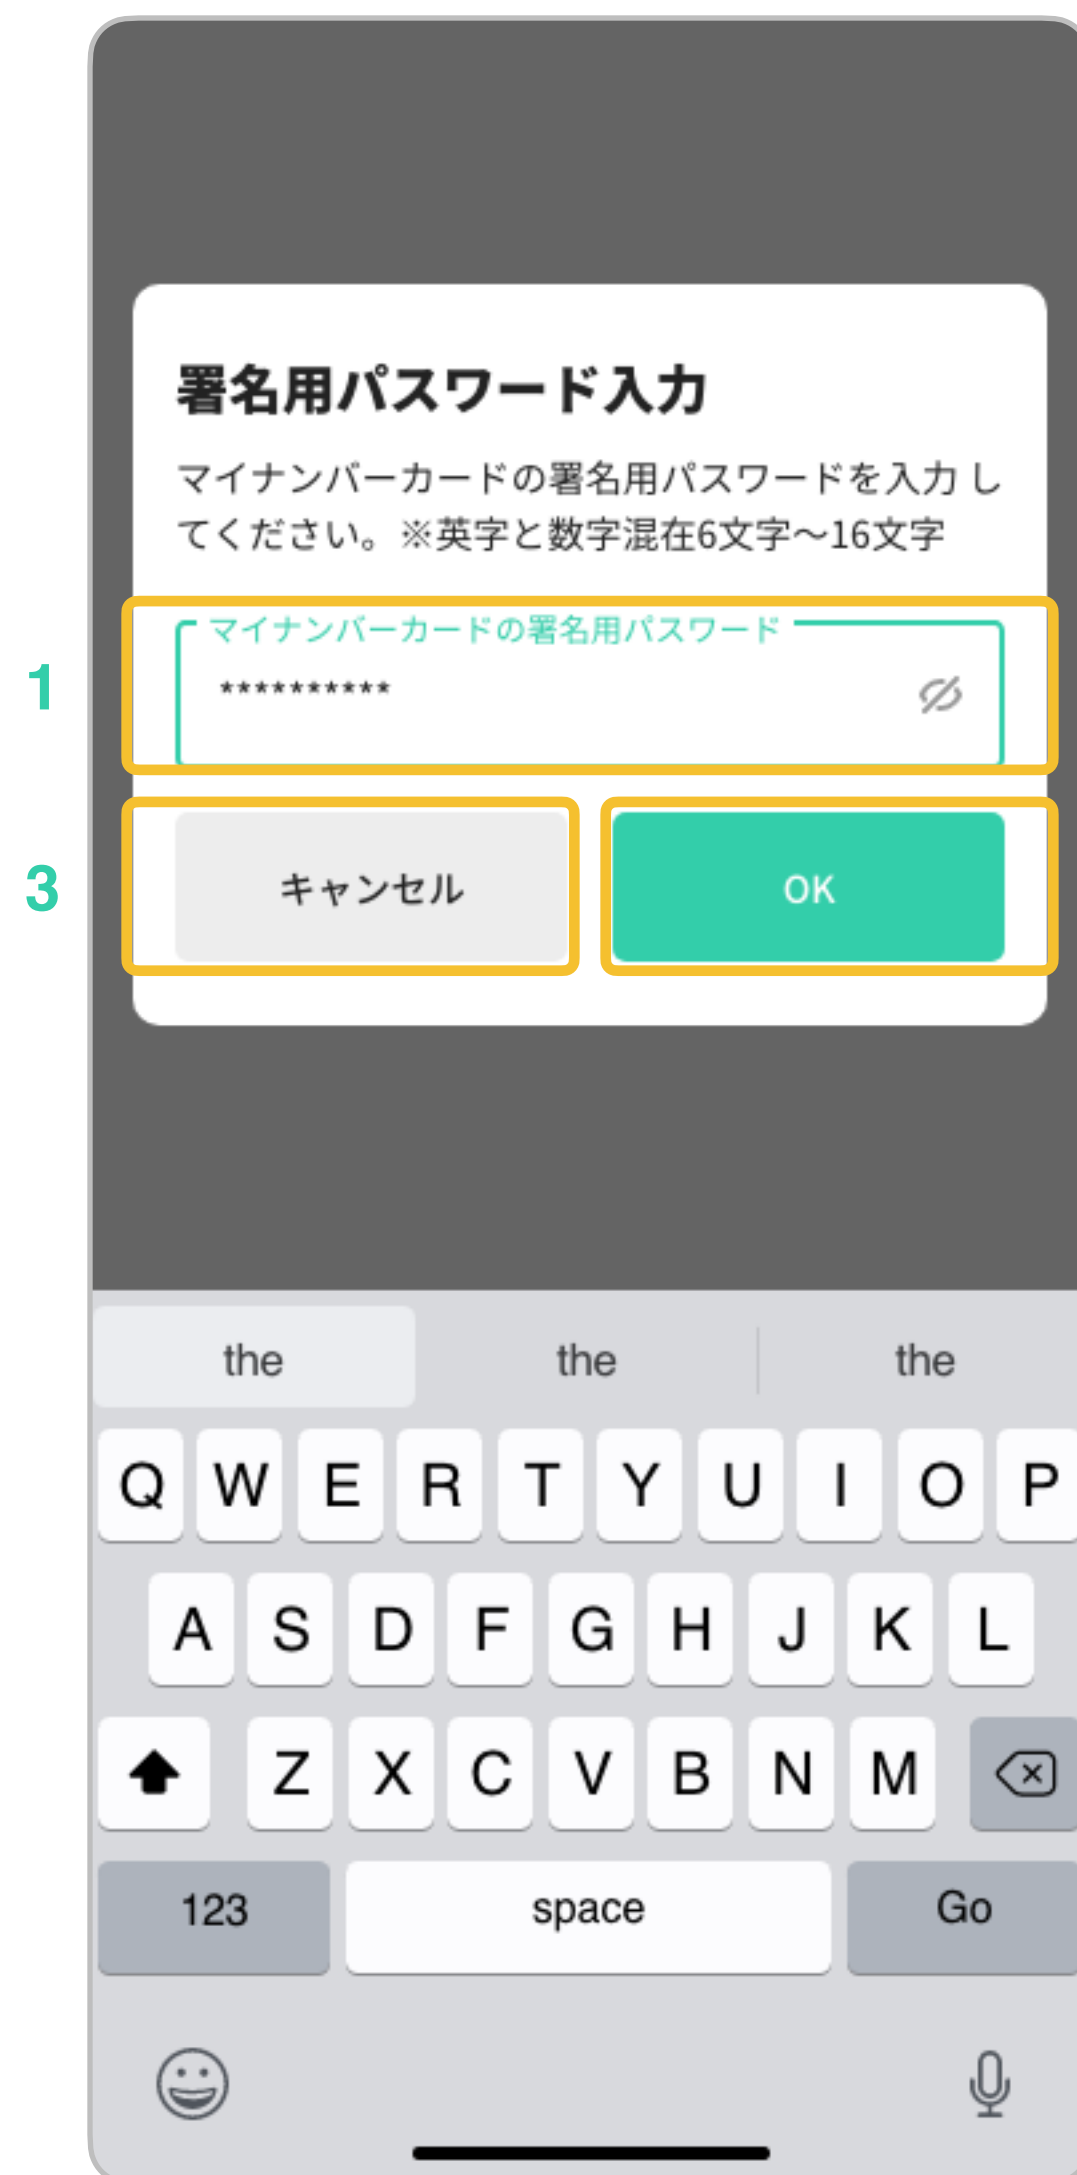 署名用パスワード入力
マイナンバーカードの署名用パスワードを入力し
てください。※英字と数字混在6文字〜16文字
マイナンバーカードの署名用パスワード
1
**********
3
キャンセル OK
the the the
Q W E R T Y U I O P
A S D F G H J K L
Z X C V B N M
123 space Go